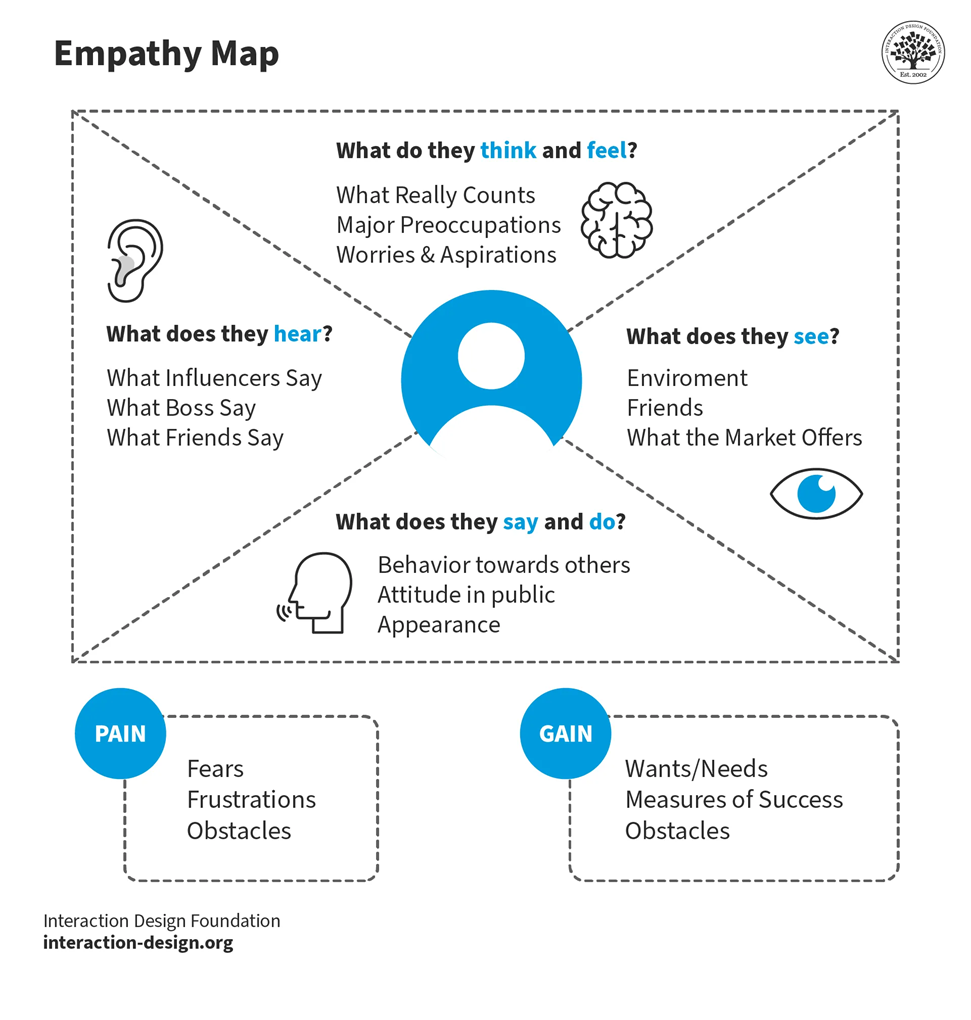 Empathy Map
INTERACTION DESIGN FOUNDATION
Est. 2002
What do they think and feel?
What Really Counts
Major Preoccupations
Worries & Aspirations
What does they hear?
What Influencers Say
What Boss Say
What Friends Say
What does they see?
Enviroment
Friends
What the Market Offers
What does they say and do?
Behavior towards others
Attitude in public
Appearance
PAIN
Fears
Frustrations
Obstacles
GAIN
Wants/Needs
Measures of Success
Obstacles
Interaction Design Foundation
interaction-design.org